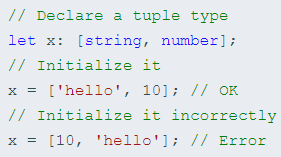 // Declare a tuple type
let x: [string, number];
// Initialize it
x = ['hello', 10]; // OK
// Initialize it incorrectly
x = [10, 'hello']; // Error